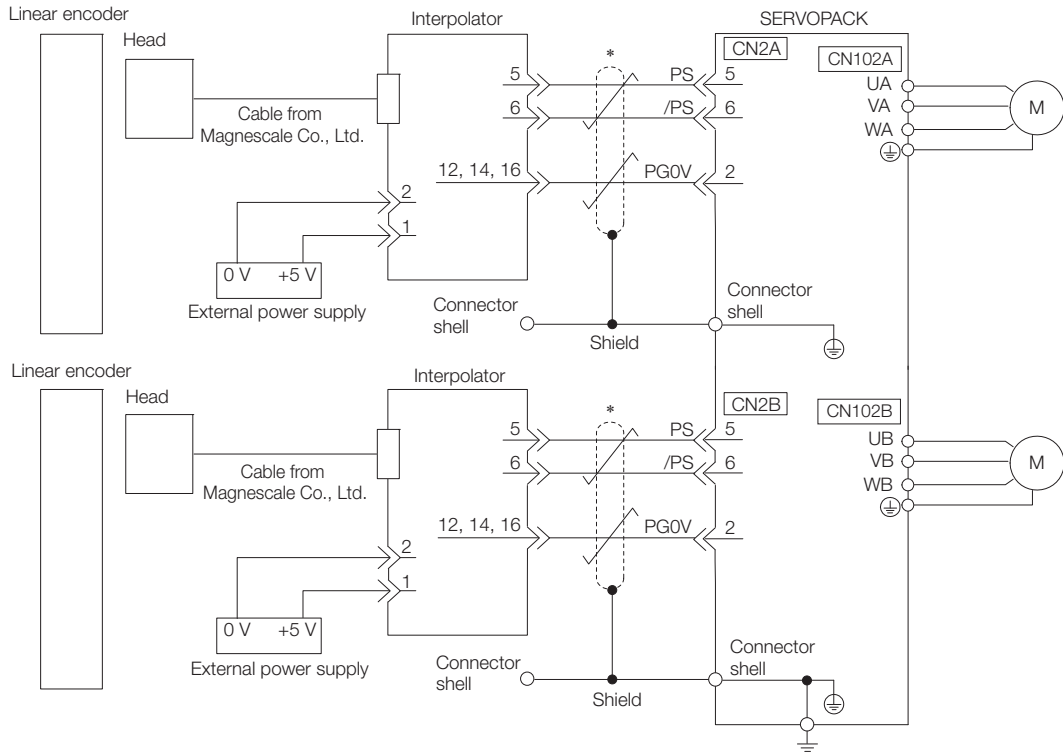 Linear encoder
Head
Interpolator
SERVOPACK
*
CN2A
CN102A
5
PS
5
UA
6
/PS
6
VA
M
Cable from
Magnescale Co., Ltd.
WA
12, 14, 16
PG0V
2
2
1
0 V
+5 V
External power supply
Connector
shell
Shield
Connector
shell
Linear encoder
Head
Interpolator
*
CN2B
CN102B
5
PS
5
UB
6
/PS
6
VB
M
Cable from
Magnescale Co., Ltd.
WB
12, 14, 16
PG0V
2
2
1
0 V
+5 V
External power supply
Connector
shell
Shield
Connector
shell